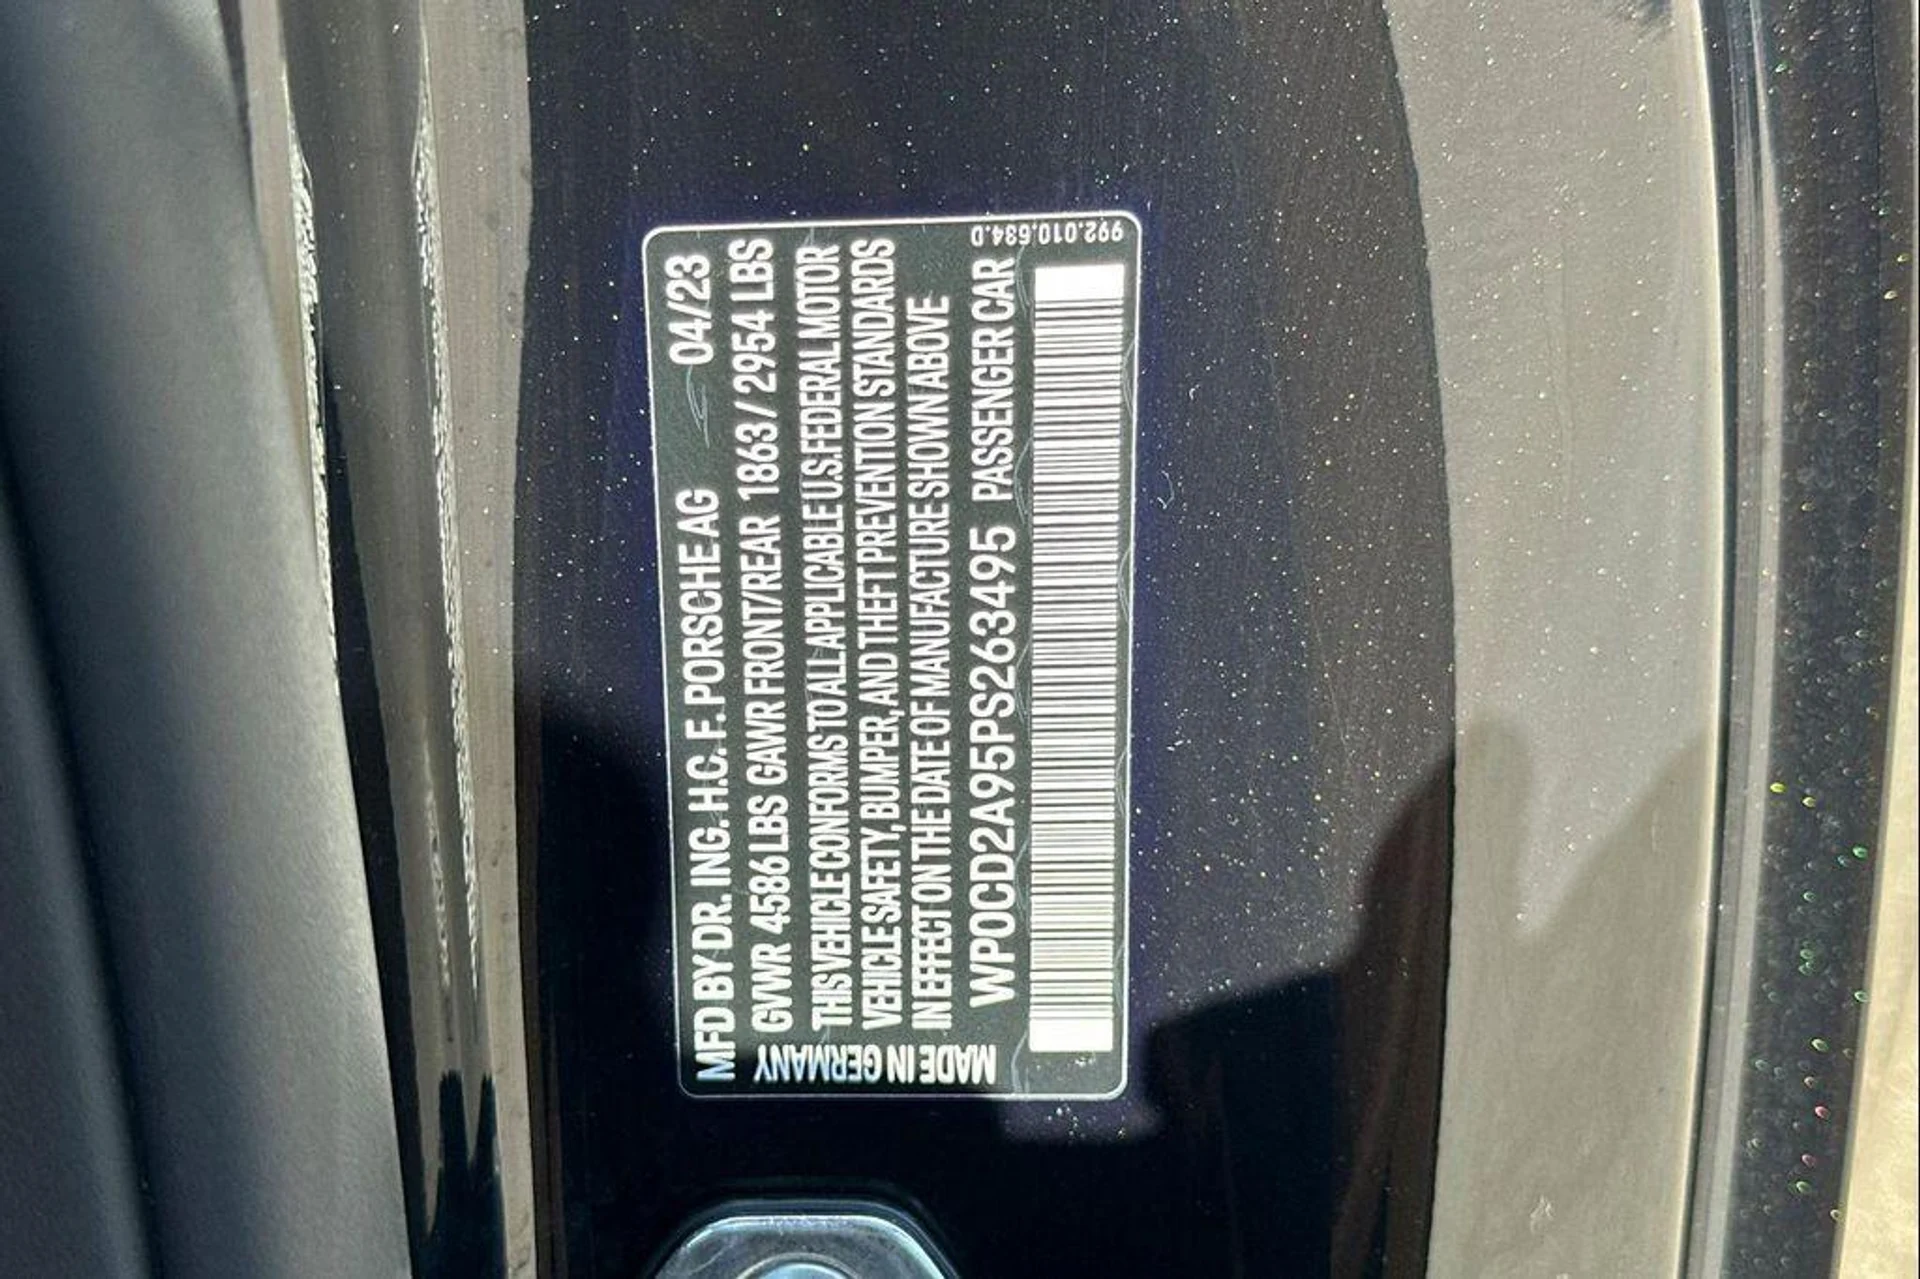 MFD BY DR. ING. H.C. F. PORSCHE AG 04/23
GVWR 4586 LBS GAWR FRONT/REAR 1863 / 2954 LBS
THIS VEHICLE CONFORMS TO ALL APPLICABLE U.S. FEDERAL MOTOR
VEHICLE SAFETY, BUMPER, AND THEFT PREVENTION STANDARDS
IN EFFECT ON THE DATE OF MANUFACTURE SHOWN ABOVE
WP0CD2A95PS263495 PASSENGER CAR
MADE IN GERMANY
992.010.634.D